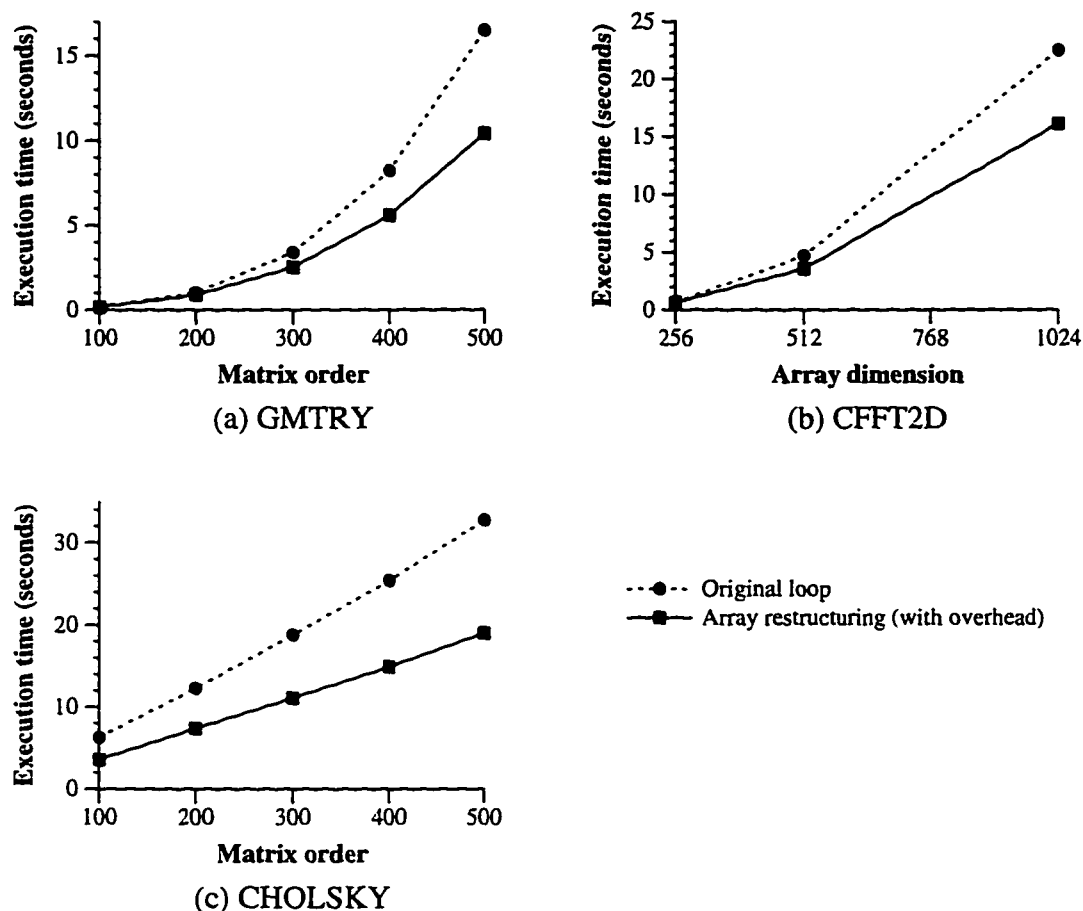 Execution time (seconds)
15
10
5
0
100 200 300 400 500
Matrix order
(a) GMTRY
Execution time (seconds)
25
20
15
10
5
0
256 512 768 1024
Array dimension
(b) CFFT2D
Execution time (seconds)
30
20
10
0
100 200 300 400 500
Matrix order
(c) CHOLSKY
Original loop
Array restructuring (with overhead)